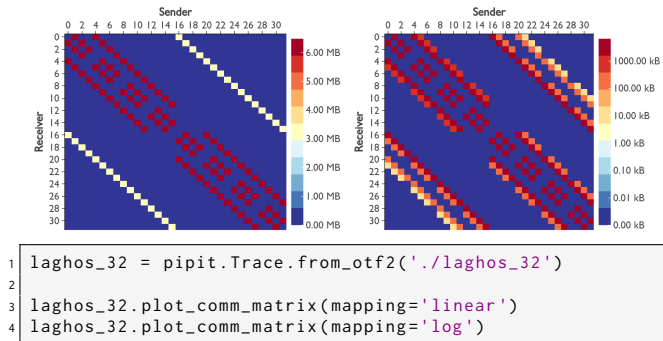 Sender
Sender
0 2 4 6 8 10 12 14 16 18 20 22 24 26 28 30
0 2 4 6 8 10 12 14 16 18 20 22 24 26 28 30
Receiver
0
2
4
6
8
10
12
14
16
18
20
22
24
26
28
30
6.00 MB
5.00 MB
4.00 MB
3.00 MB
2.00 MB
1.00 MB
0.00 MB
Receiver
0
2
4
6
8
10
12
14
16
18
20
22
24
26
28
30
1000.00 kB
100.00 kB
10.00 kB
1.00 kB
0.10 kB
0.01 kB
0.00 kB
1 laghos_32 = pipit.Trace.from_otf2('./laghos_32')
2
3 laghos_32.plot_comm_matrix(mapping='linear')
4 laghos_32.plot_comm_matrix(mapping='log')